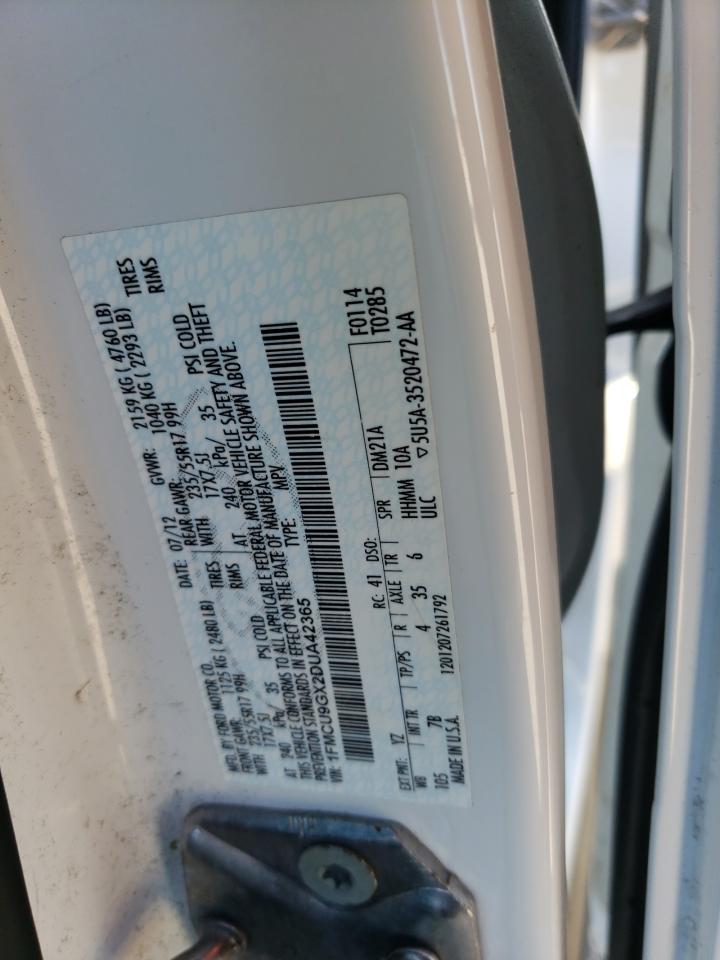 MFD. BY FORD MOTOR CO. DATE: 07/12 GVWR: 2159 KG ( 4760 LB)
FRONT GAWR: 1125 KG ( 2480 LB) REAR GAWR: 1040 KG ( 2293 LB)
WITH 235/55R17 99H TIRES WITH 235/55R17 99H TIRES
17X7.5J RIMS 17X7.5J RIMS
AT 240 kPa/ 35 PSI COLD AT 240 kPa/ 35 PSI COLD
THIS VEHICLE CONFORMS TO ALL APPLICABLE FEDERAL MOTOR VEHICLE SAFETY AND THEFT
PREVENTION STANDARDS IN EFFECT ON THE DATE OF MANUFACTURE SHOWN ABOVE.
VIN: 1FMCU9GX2DUA42365 TYPE: MPV
F0114
T0285
EXT PNT: YZ RC: 41 DSO:
WB INT TR TP/PS R AXLE TR SPR DM21A
105 7B 4 35 6 HHMM 10A
MADE IN U.S.A. 1201207261792 ULC ▽5U5A-3520472-AA